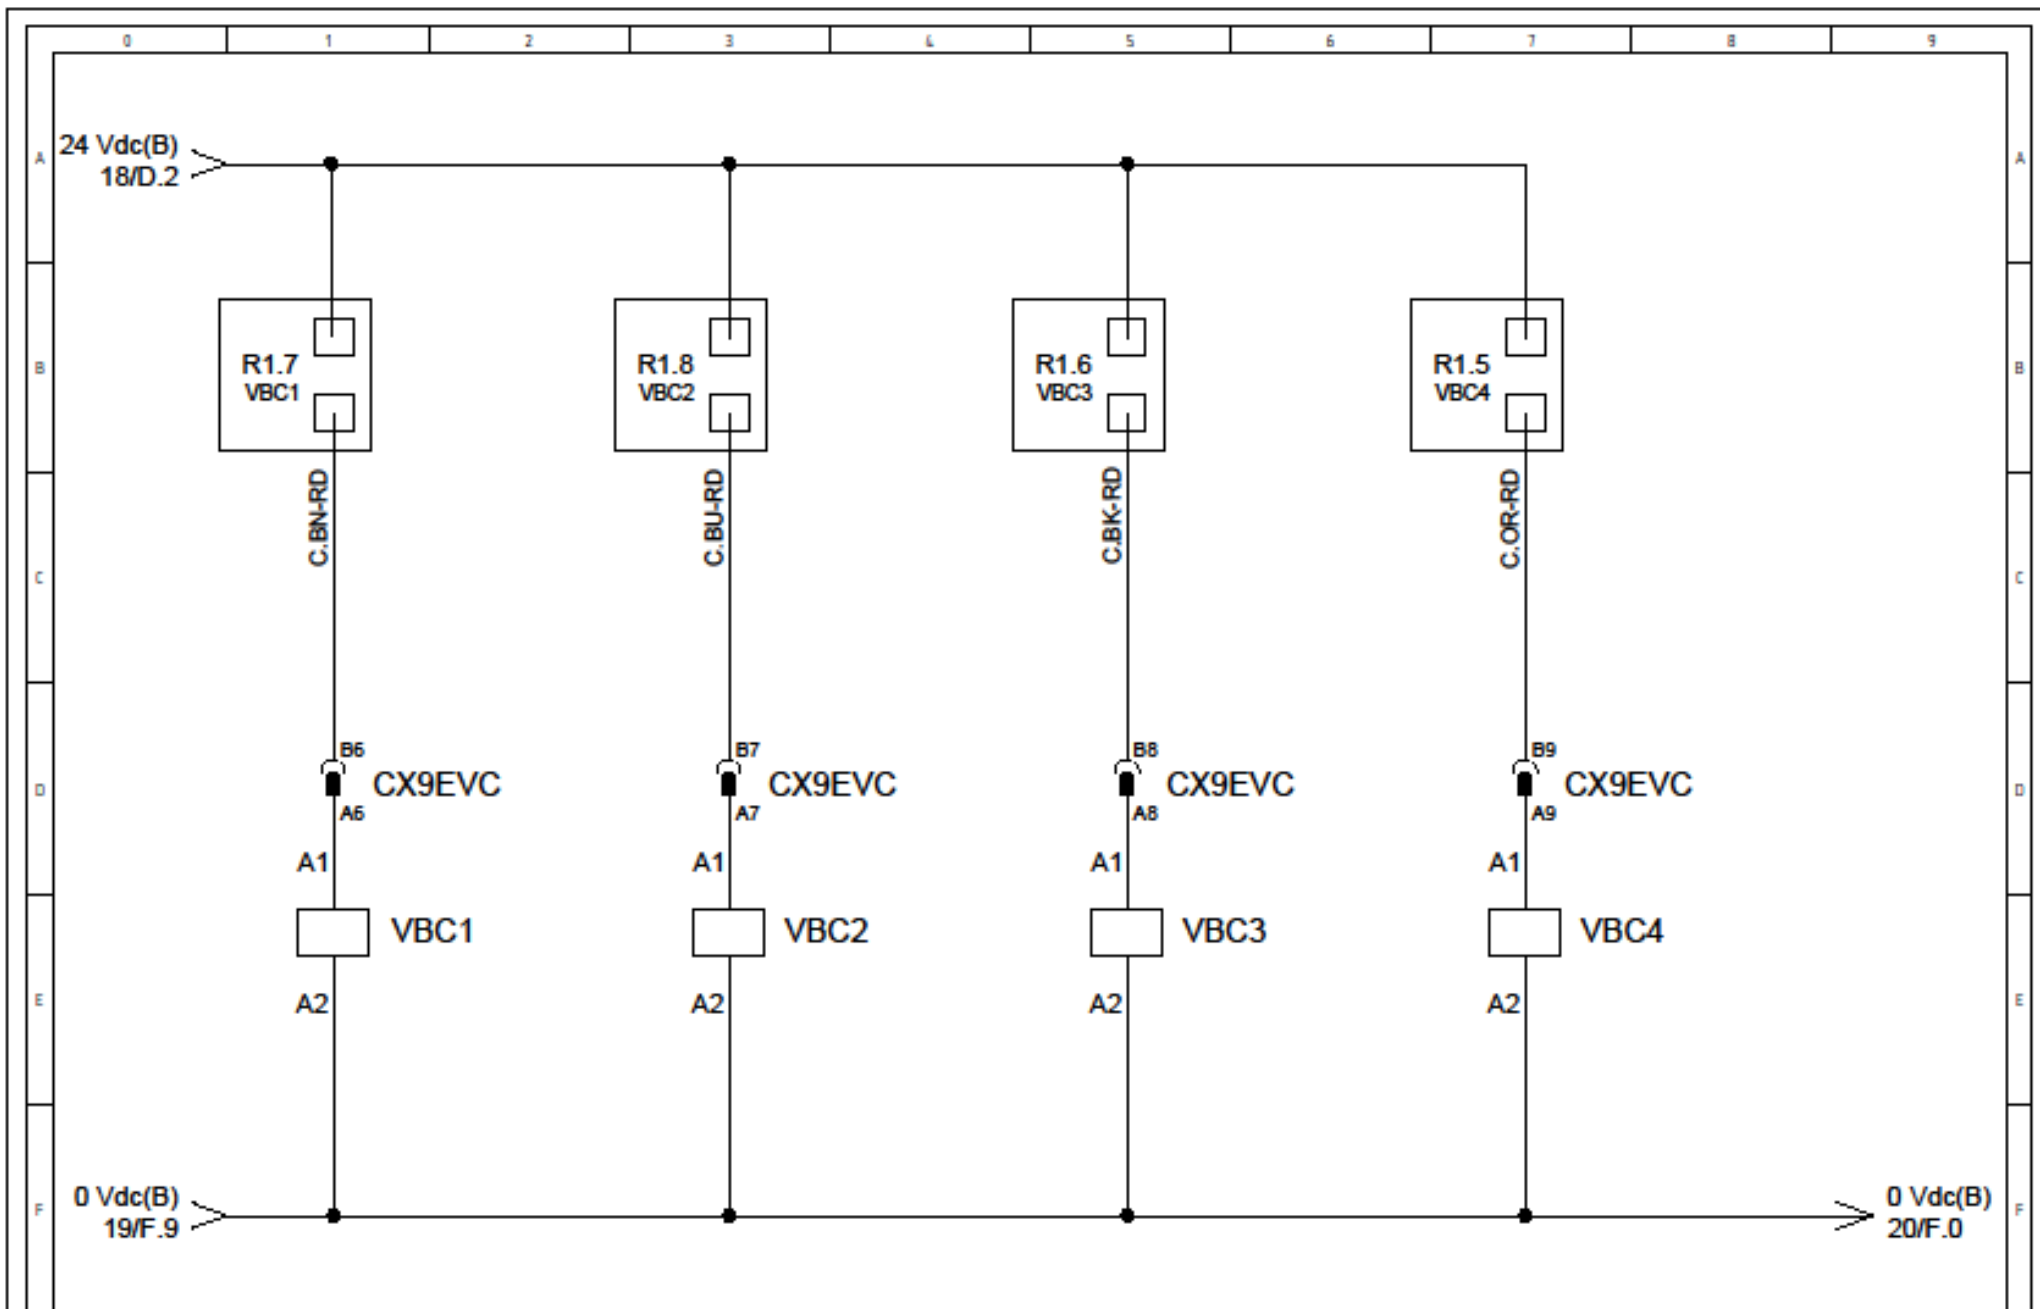 0 1 2 3 4 5 6 7 8 9
A 24 Vdc(B) A
18/D.2
B R1.7 R1.8 R1.6 R1.5 B
VBC1 VBC2 VBC3 VBC4
C.BN-RD C.BU-RD C.BK-RD C.OR-RD
C C
B6 B7 B8 B9
D CX9EVC CX9EVC CX9EVC CX9EVC D
A6 A7 A8 A9
A1 A1 A1 A1
VBC1 VBC2 VBC3 VBC4
E A2 A2 A2 A2 E
F 0 Vdc(B) 0 Vdc(B) F
19/F.9 20/F.0